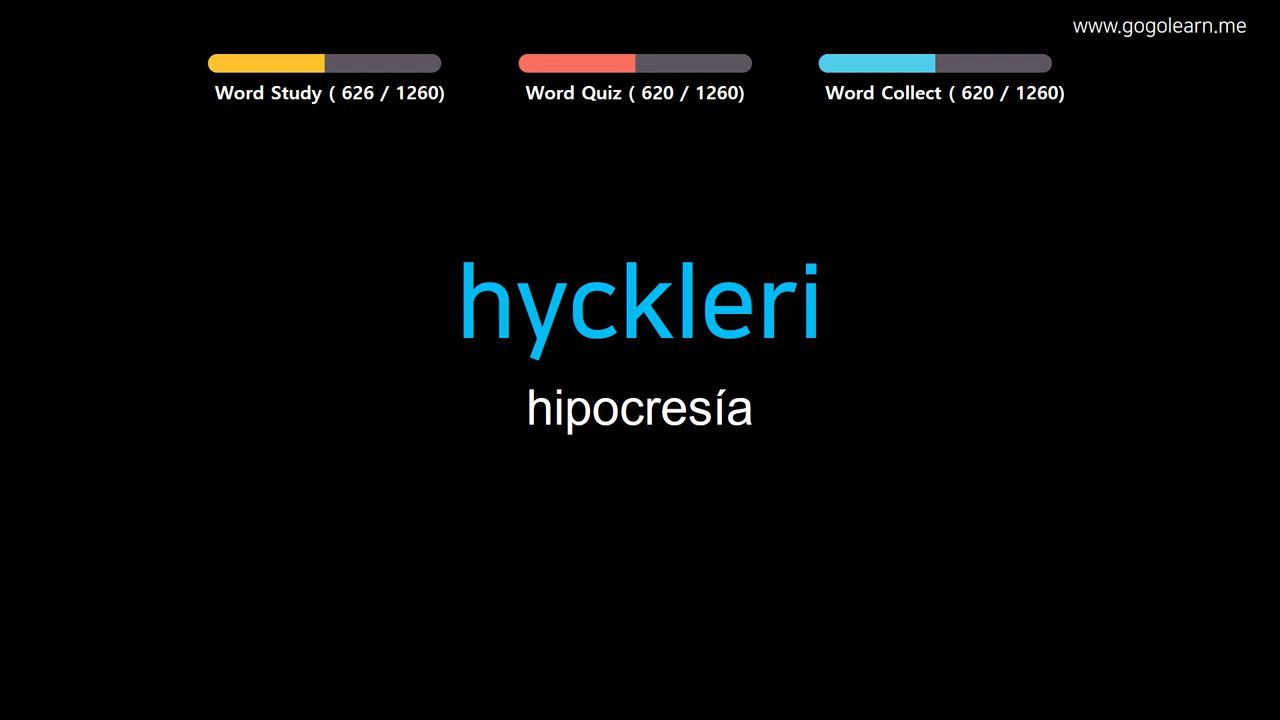 www.gogolearn.me
Word Study ( 626 / 1260)
Word Quiz ( 620 / 1260)
Word Collect ( 620 / 1260)
hyckleri
hipocresía